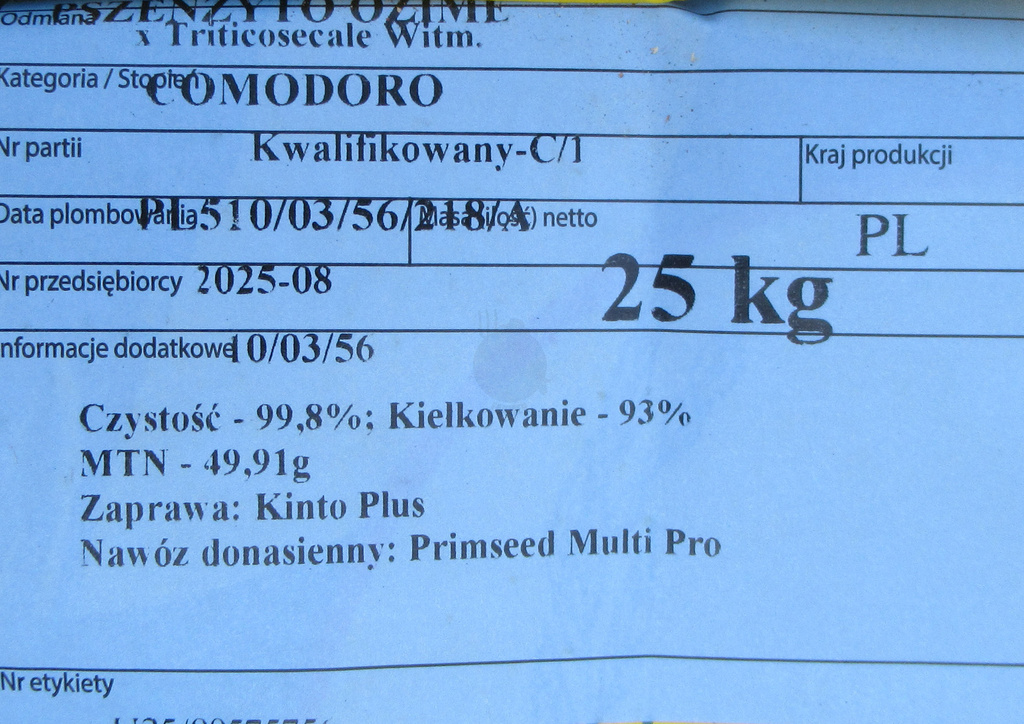 PSZENŻYTO OZIME
Odmiana
x Triticosecale Witm.
Kategoria / Stopień
COMODORO
Nr partii
Kwalifikowany-C/1
Kraj produkcji
Data plombowania
PL510/03/56/218/A
Masa (ilość) netto
PL
Nr przedsiębiorcy 2025-08
25 kg
Informacje dodatkowe
10/03/56
Czystość - 99,8%; Kiełkowanie - 93%
MTN - 49,91g
Zaprawa: Kinto Plus
Nawóz donasienny: Primseed Multi Pro
Nr etykiety